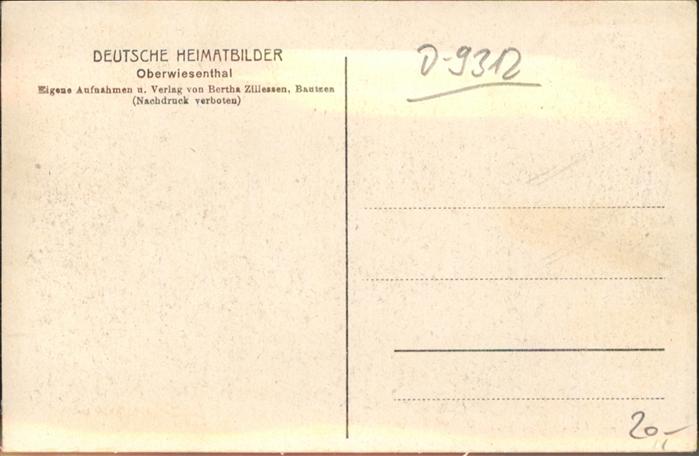 DEUTSCHE HEIMATBILDER
Oberwiesenthal
Eigene Aufnahmen u. Verlag von Bertha Zillessen, Bautzen
(Nachdruck verboten)
D-9312
20,-